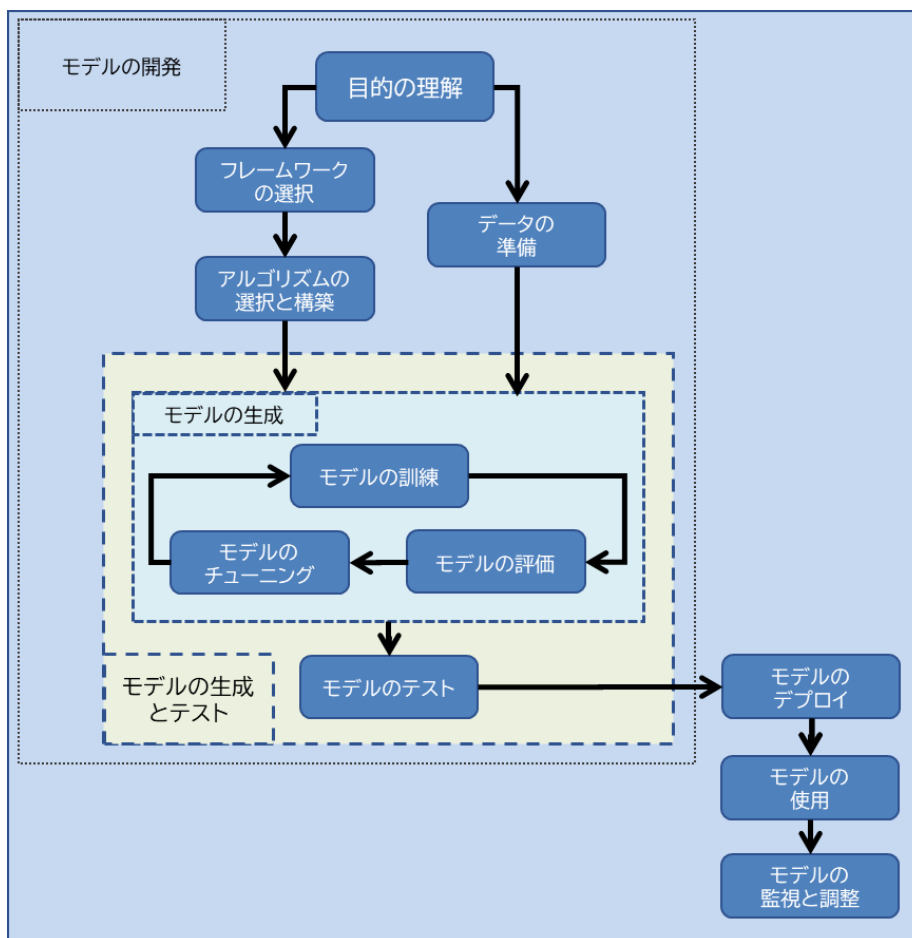 モデルの開発
目的の理解
フレームワーク
の選択
データの
準備
アルゴリズムの
選択と構築
モデルの生成
モデルの訓練
モデルの
チューニング
モデルの評価
モデルの生成
とテスト
モデルのテスト
モデルの
デプロイ
モデルの
使用
モデルの
監視と調整